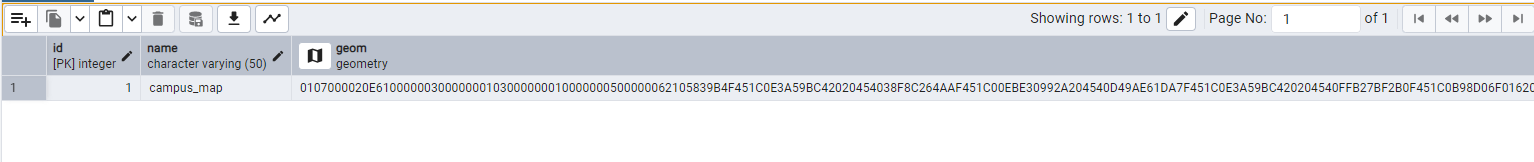 Showing rows: 1 to 1 Page No: 1 of 1
id name geom
[PK] integer character varying (50) geometry
1 1 campus_map 0107000020E6100000030000000103000000010000000500000062105839B4F451C0E3A59BC42020454038F8C264AAF451C00EBE30992A204540D49AE61DA7F451C0E3A59BC420204540FFB27BF2B0F451C0B98D06F01620